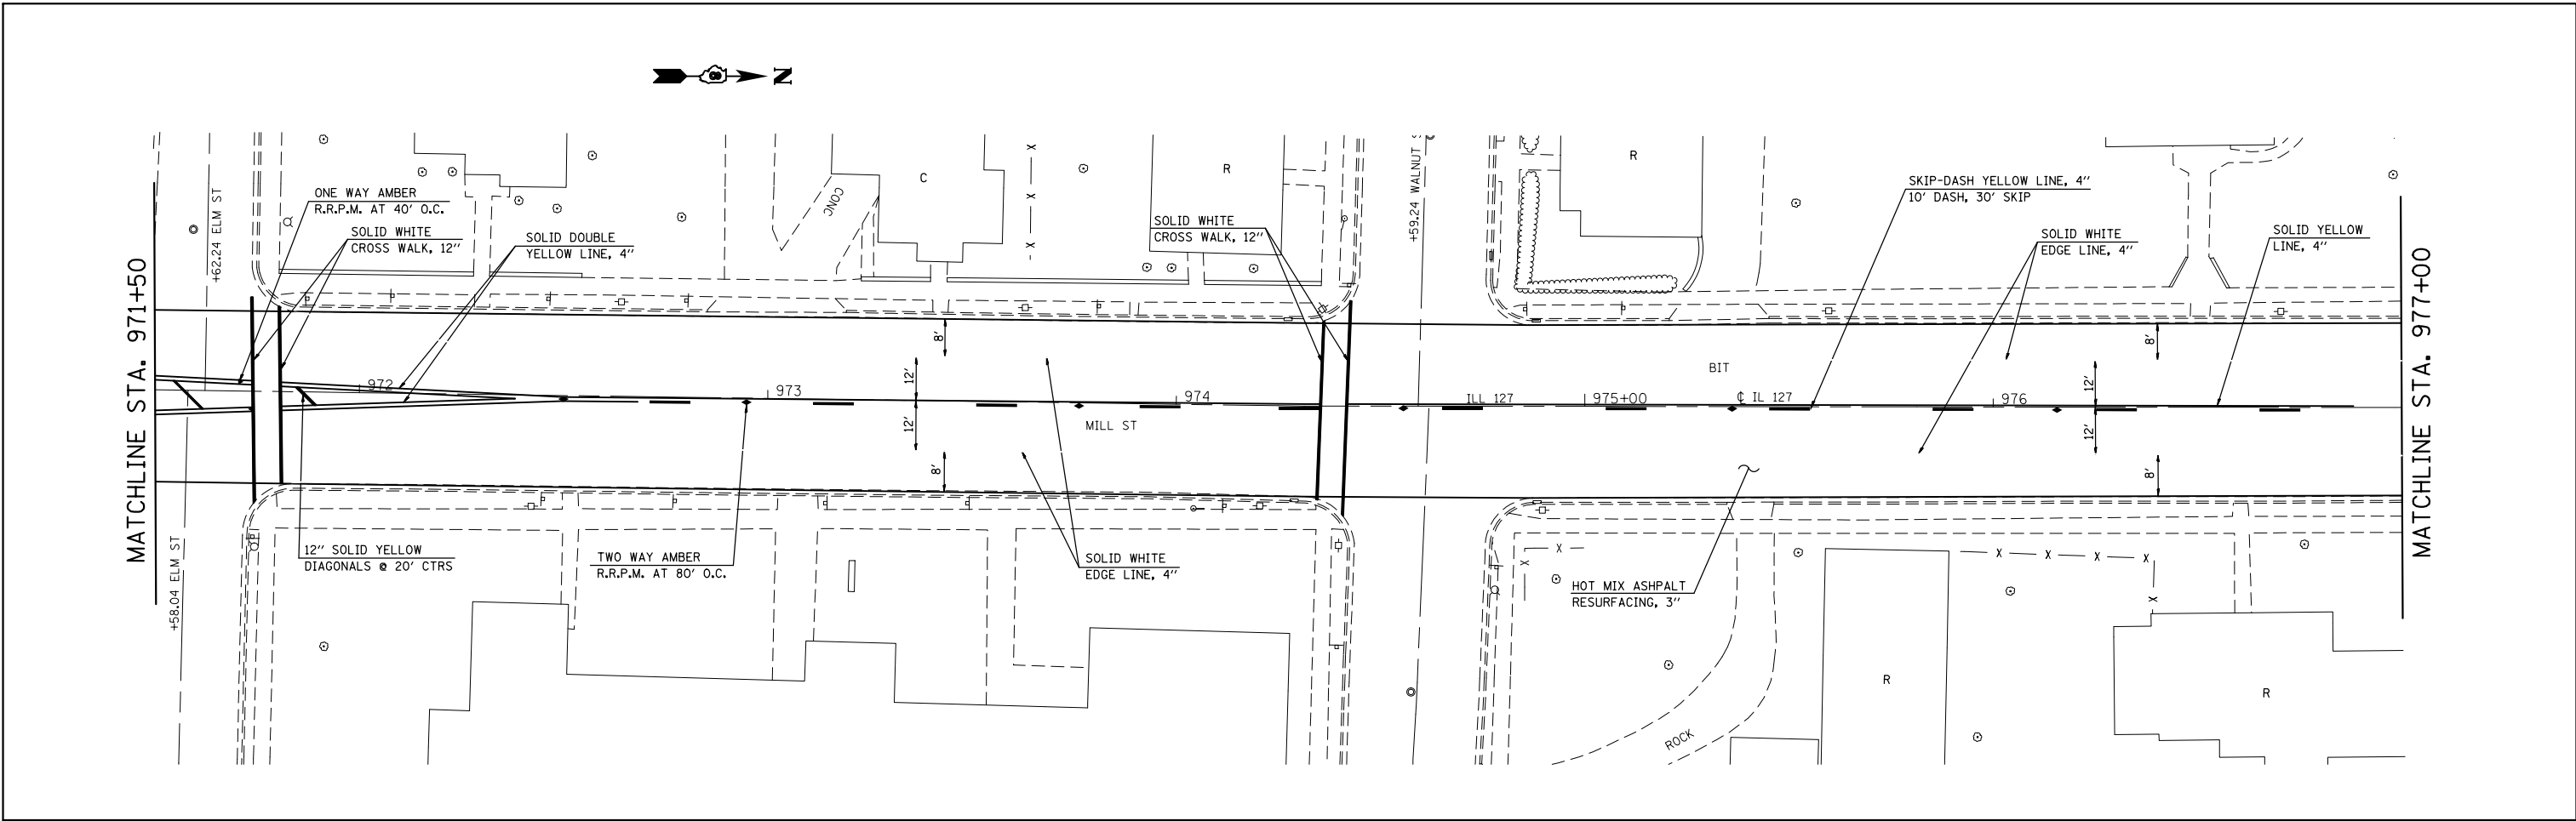 N
MATCHLINE STA. 971+50
+62.24 ELM ST
+58.04 ELM ST
ONE WAY AMBER
R.R.P.M. AT 40' O.C.
SOLID WHITE
CROSS WALK, 12"
SOLID DOUBLE
YELLOW LINE, 4"
CONC
C
R
SOLID WHITE
CROSS WALK, 12"
+59.24 WALNUT
R
SKIP-DASH YELLOW LINE, 4"
10' DASH, 30' SKIP
SOLID WHITE
EDGE LINE, 4"
SOLID YELLOW
LINE, 4"
MATCHLINE STA. 977+00
8'
8'
BIT
12'
12'
972
973
974
ILL 127
975+00
℄ IL 127
976
12'
MILL ST
12'
8'
8'
12" SOLID YELLOW
DIAGONALS @ 20' CTRS
TWO WAY AMBER
R.R.P.M. AT 80' O.C.
SOLID WHITE
EDGE LINE, 4"
HOT MIX ASHPALT
RESURFACING, 3"
X
X
X
X
X
X
X
X
X
X
ROCK
R
R